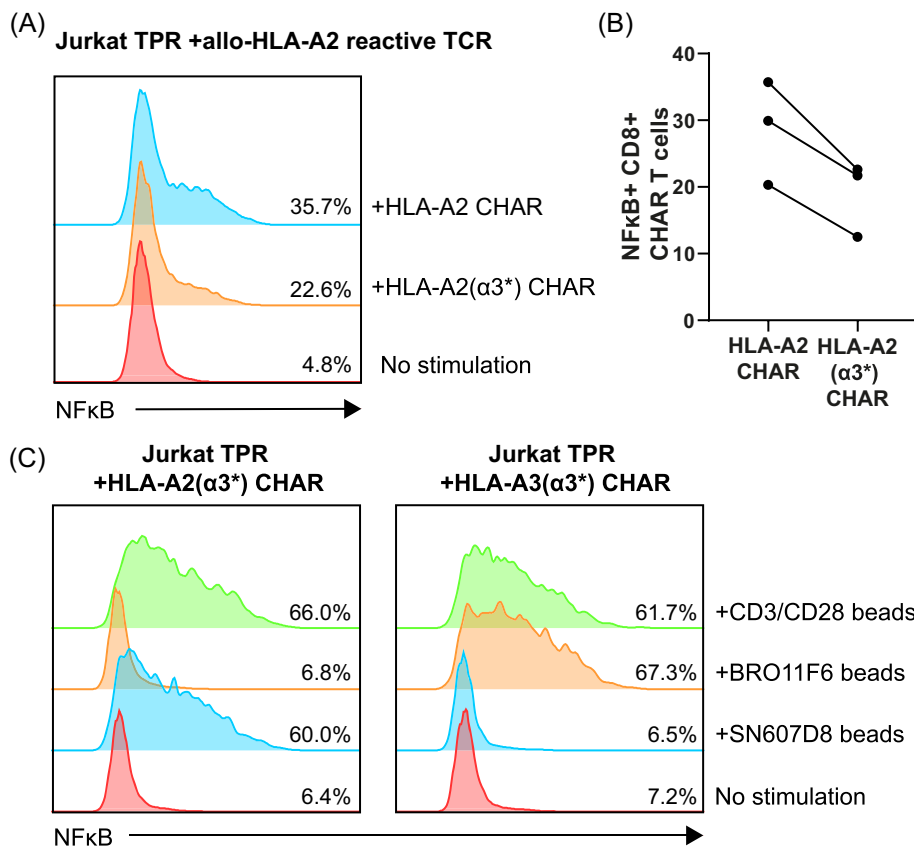 (A)
Jurkat TPR +allo-HLA-A2 reactive TCR
35.7%
+HLA-A2 CHAR
22.6%
+HLA-A2(α3*) CHAR
4.8%
No stimulation
NFκB
(B)
NFκB+ CD8+
CHAR T cells
40
30
20
10
0
HLA-A2
CHAR
HLA-A2
(α3*)
CHAR
(C)
Jurkat TPR
+HLA-A2(α3*) CHAR
Jurkat TPR
+HLA-A3(α3*) CHAR
66.0%
61.7%
+CD3/CD28 beads
6.8%
67.3%
+BRO11F6 beads
60.0%
6.5%
+SN607D8 beads
6.4%
7.2%
No stimulation
NFκB